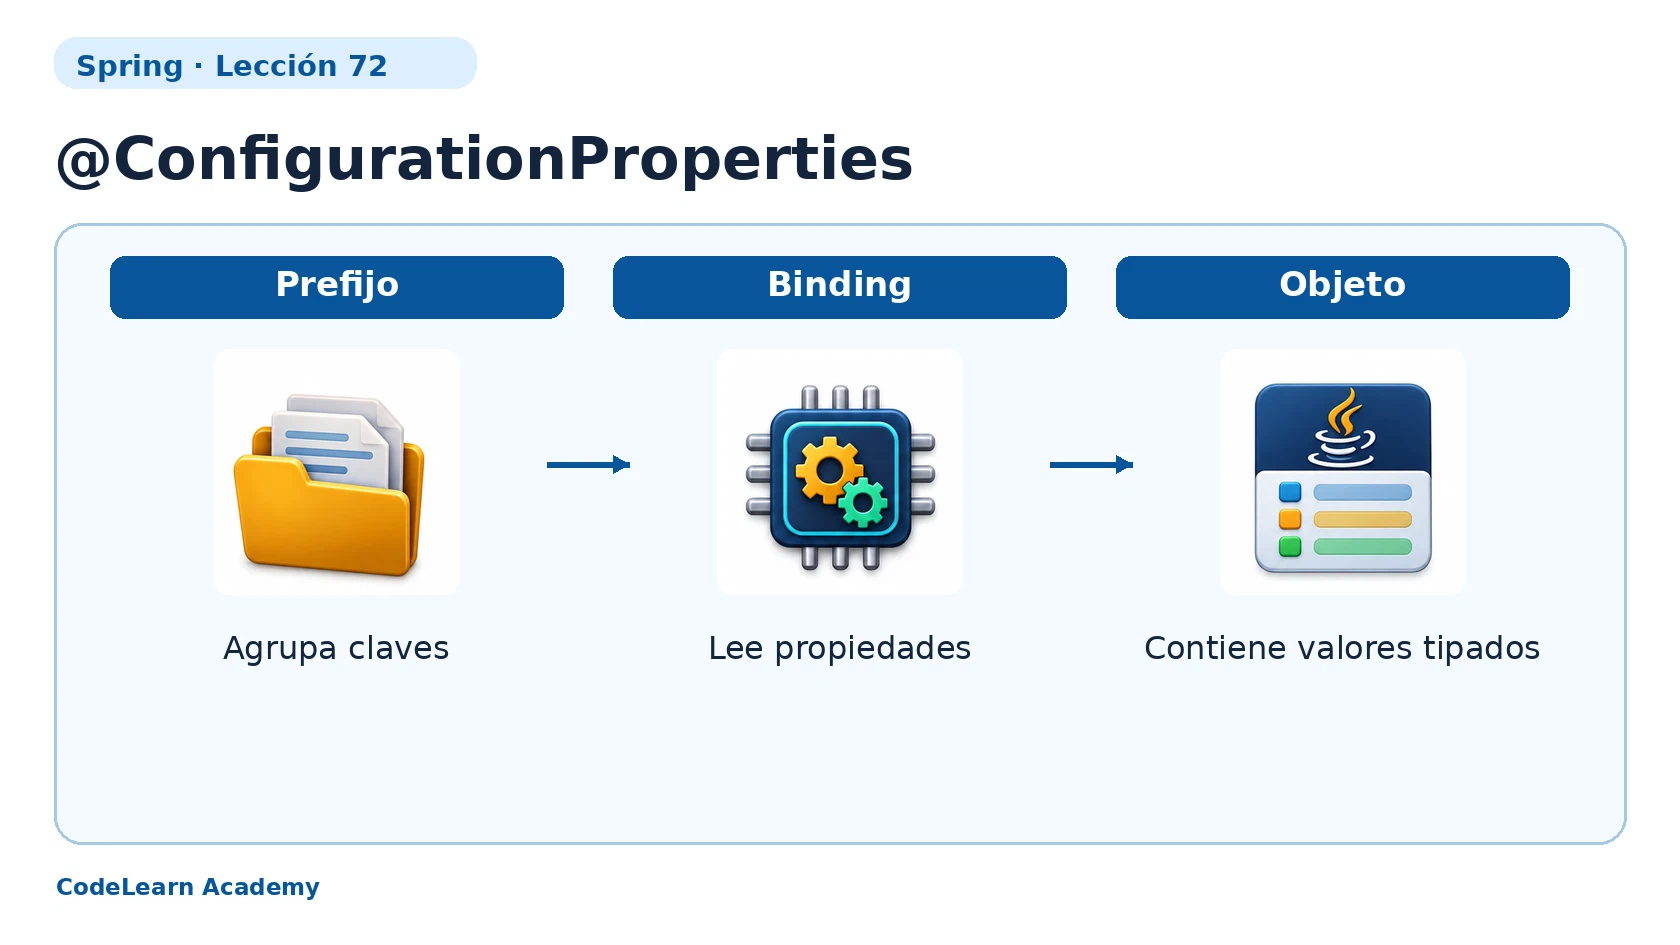 Spring · Lección 72
@ConfigurationProperties
Prefijo
Binding
Objeto
Agrupa claves
Lee propiedades
Contiene valores tipados
CodeLearn Academy